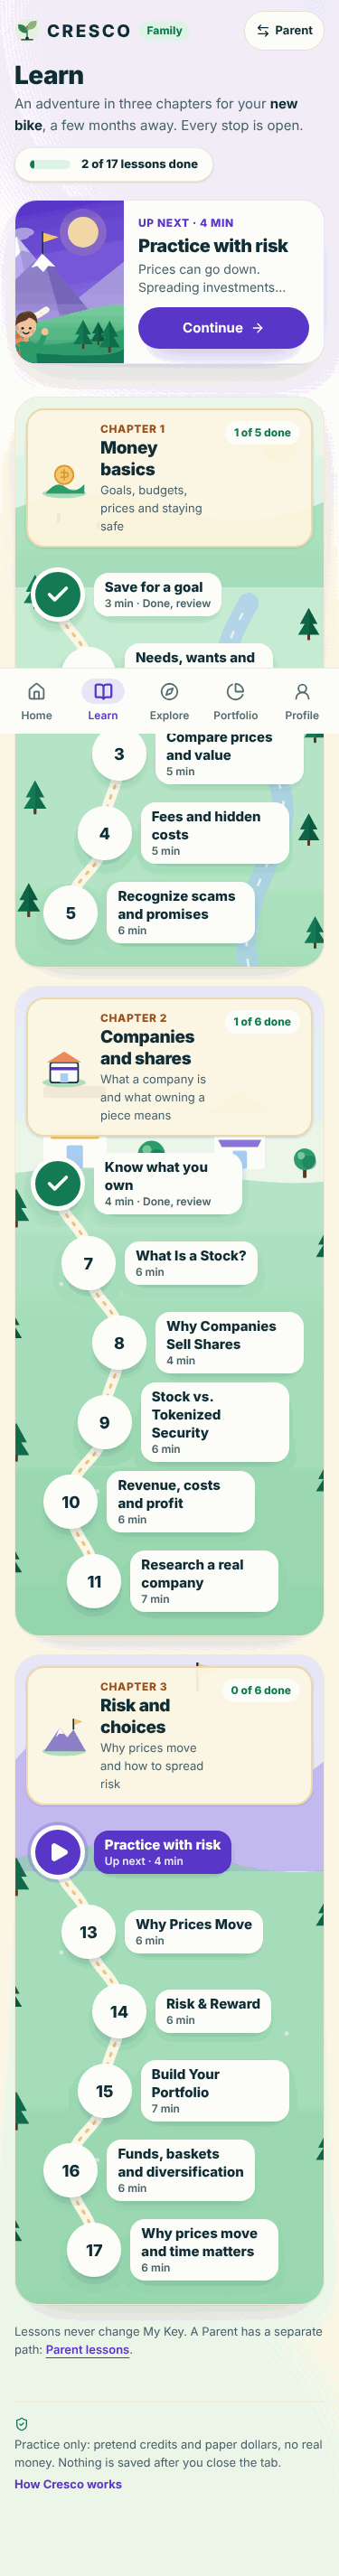 CRESCO Family Parent
Learn
An adventure in three chapters for your new
bike, a few months away. Every stop is open.
2 of 17 lessons done
UP NEXT · 4 MIN
Practice with risk
Prices can go down.
Spreading investments...
Continue
CHAPTER 1
1 of 5 done
Money
basics
Goals, budgets,
prices and staying
safe
Save for a goal
3 min · Done, review
Needs, wants and
Home Learn Explore Portfolio Profile
3
Compare prices
and value
5 min
4
Fees and hidden
costs
5 min
5
Recognize scams
and promises
6 min
CHAPTER 2
1 of 6 done
Companies
and shares
What a company is
and what owning a
piece means
Know what you
own
4 min · Done, review
7
What Is a Stock?
6 min
8
Why Companies
Sell Shares
4 min
9
Stock vs.
Tokenized
Security
6 min
10
Revenue, costs
and profit
6 min
11
Research a real
company
7 min
CHAPTER 3
0 of 6 done
Risk and
choices
Why prices move
and how to spread
risk
Practice with risk
Up next · 4 min
13
Why Prices Move
6 min
14
Risk & Reward
6 min
15
Build Your
Portfolio
7 min
16
Funds, baskets
and diversification
6 min
17
Why prices move
and time matters
6 min
Lessons never change My Key. A Parent has a separate
path: Parent lessons.
Practice only: pretend credits and paper dollars, no real
money. Nothing is saved after you close the tab.
How Cresco works